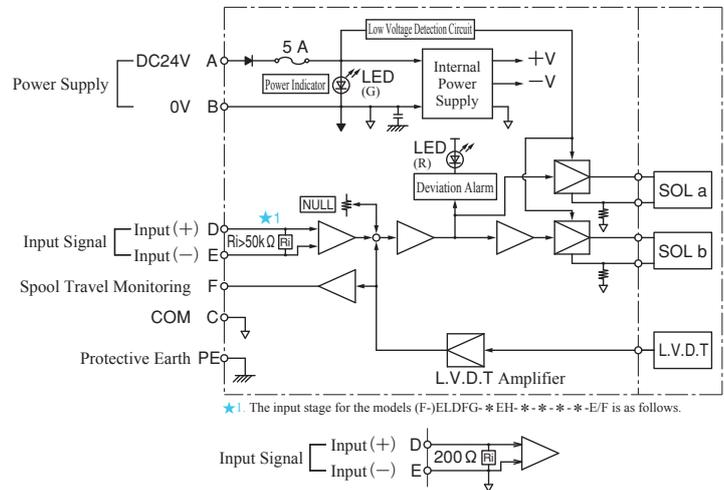 Low Voltage Detection Circuit
5 A
DC24V A
Power Supply
0V B
Power Indicator
LED
(G)
Internal
Power
Supply
+V
−V
LED
(R)
Deviation Alarm
SOL a
NULL
★1
Input(+) D
Input Signal
Ri>50kΩ Ri
Input(−) E
SOL b
Spool Travel Monitoring F
COM C
Protective Earth PE
L.V.D.T
L.V.D.T Amplifier
★1. The input stage for the models (F-)ELDFG-＊EH-＊-＊-＊-＊-E/F is as follows.
Input(+) D
Input Signal
200Ω Ri
Input(−) E